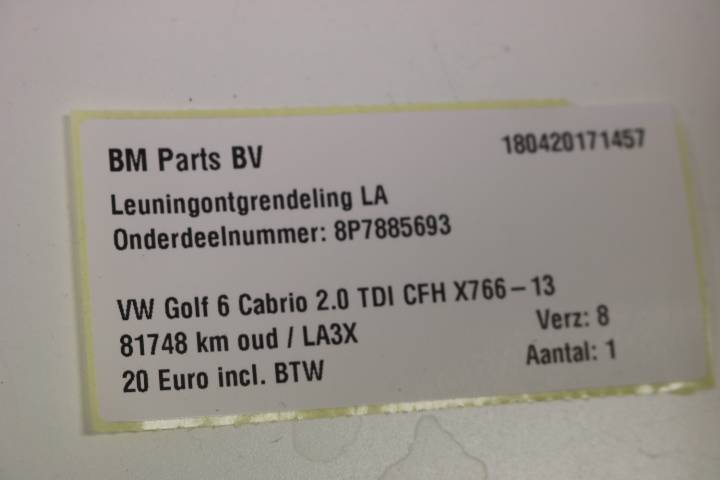 BM Parts BV
180420171457
Leuningontgrendeling LA
Onderdeelnummer: 8P7885693
VW Golf 6 Cabrio 2.0 TDI CFH X766-13
81748 km oud / LA3X
Verz: 8
20 Euro incl. BTW
Aantal: 1